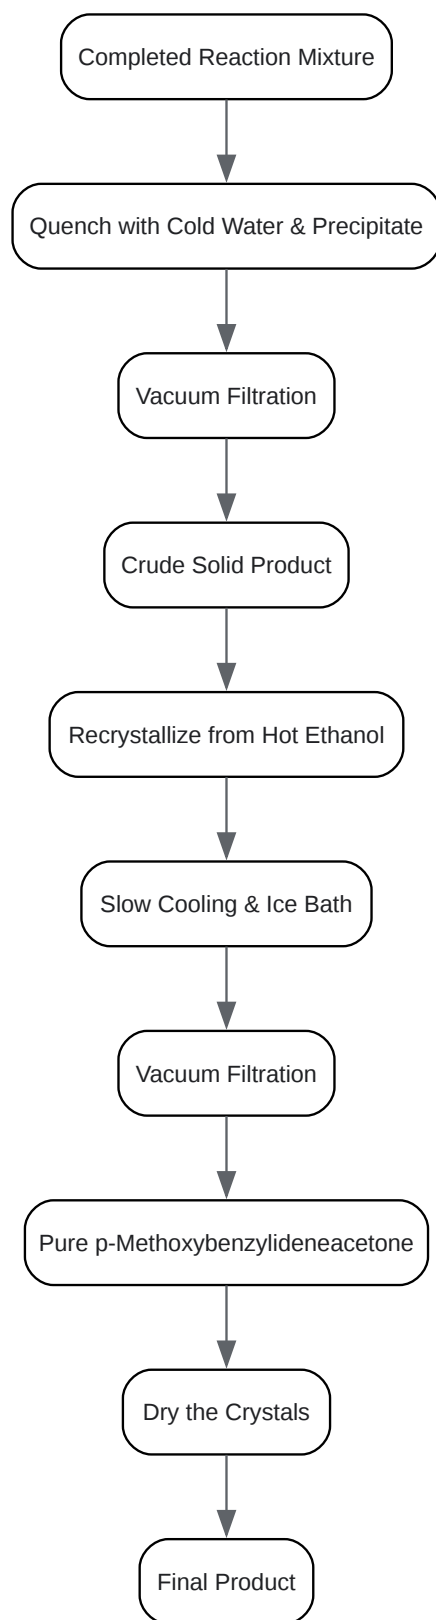 Completed Reaction Mixture
Quench with Cold Water & Precipitate
Vacuum Filtration
Crude Solid Product
Recrystallize from Hot Ethanol
Slow Cooling & Ice Bath
Vacuum Filtration
Pure p-Methoxybenzylideneacetone
Dry the Crystals
Final Product